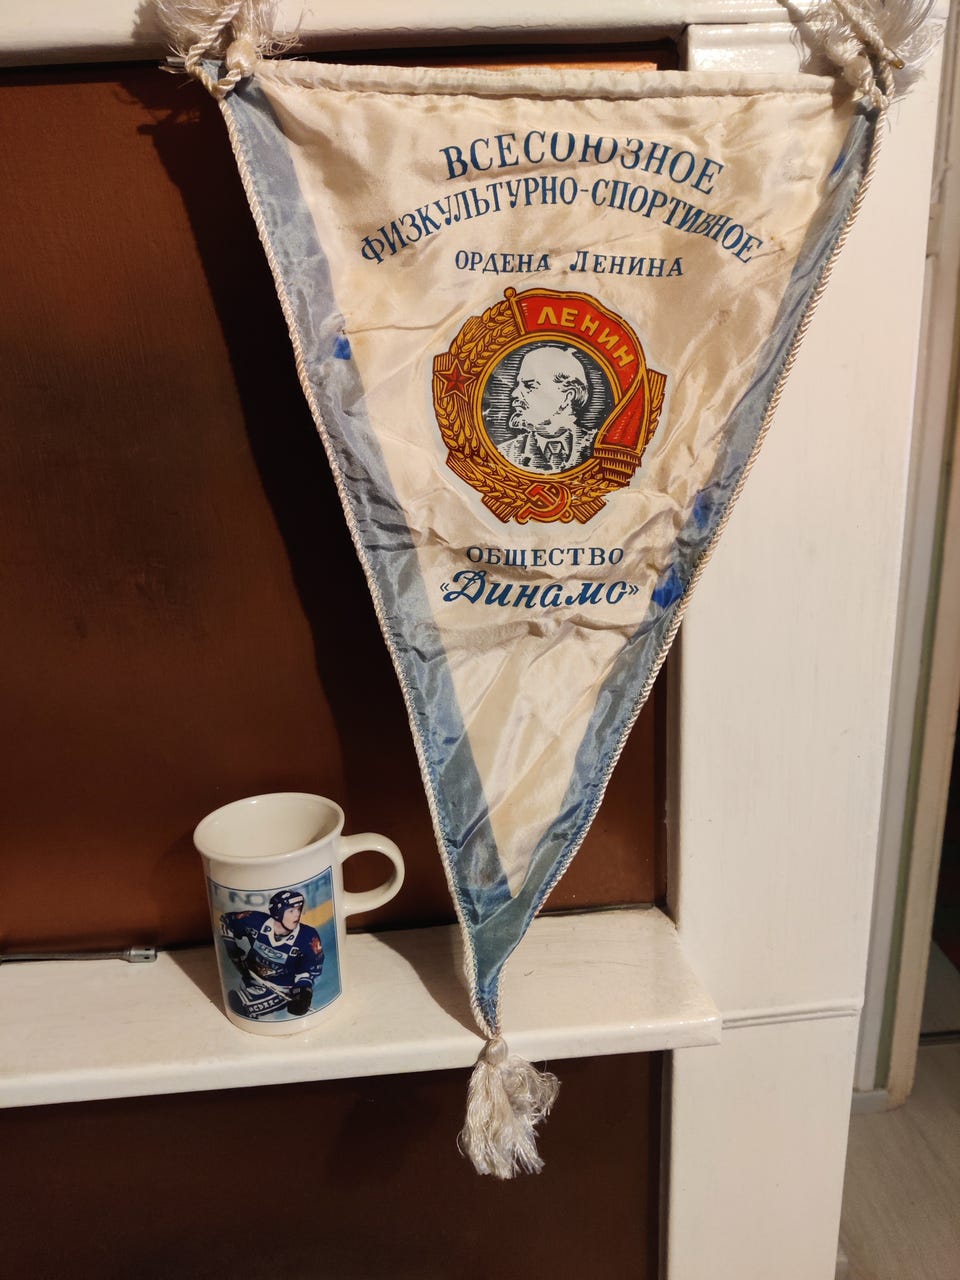 ВСЕСОЮЗНОЕ
ФИЗКУЛЬТУРНО-СПОРТИВНОЕ
ОРДЕНА ЛЕНИНА
ЛЕНИН
ОБЩЕСТВО
«Динамо»